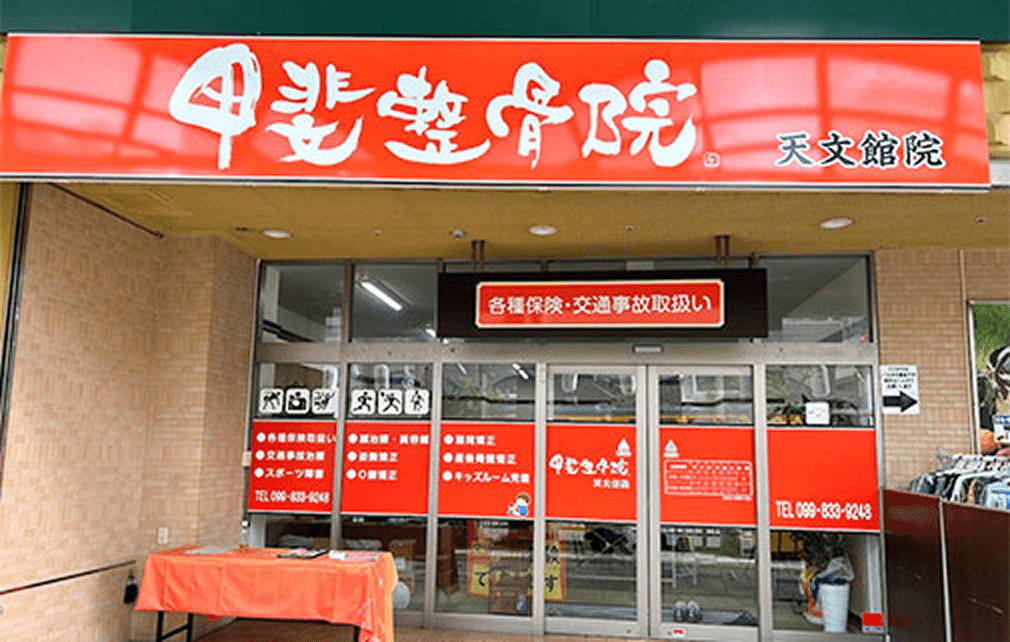 甲斐整骨院
天文館院
各種保険・交通事故取扱い
●各種保険取扱い
●交通事故治療
●スポーツ障害
TEL 099-833-9248
●鍼治療・美容鍼
●姿勢矯正
●O脚矯正
●骨盤矯正
●産後骨盤矯正
●キッズルーム完備
甲斐整骨院
天文館院
TEL 099-833-9248